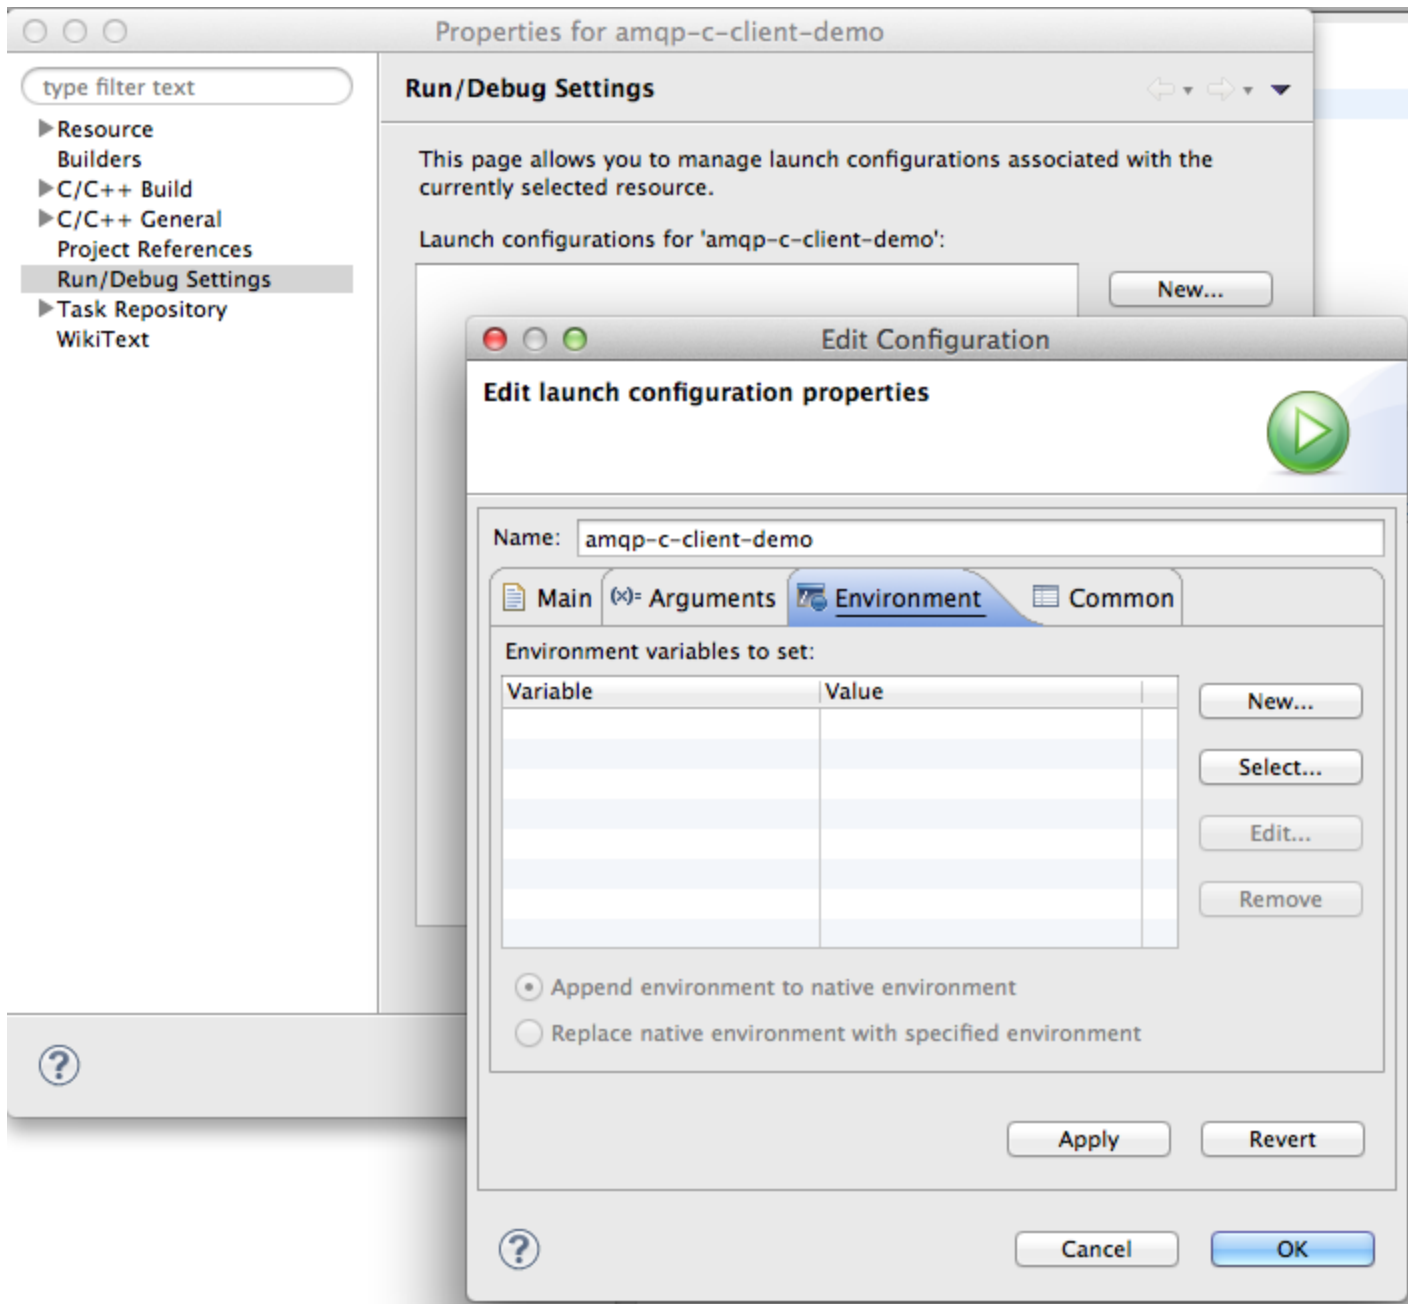 Properties for amqp-c-client-demo
type filter text
Resource
Builders
C/C++ Build
C/C++ General
Project References
Run/Debug Settings
Task Repository
WikiText
Run/Debug Settings
This page allows you to manage launch configurations associated with the
currently selected resource.
Launch configurations for 'amqp-c-client-demo':
New...
Edit Configuration
Edit launch configuration properties
Name: amqp-c-client-demo
Main (x)= Arguments Environment Common
Environment variables to set:
Variable Value
New...
Select...
Edit...
Remove
Append environment to native environment
Replace native environment with specified environment
Apply Revert
? ? Cancel OK